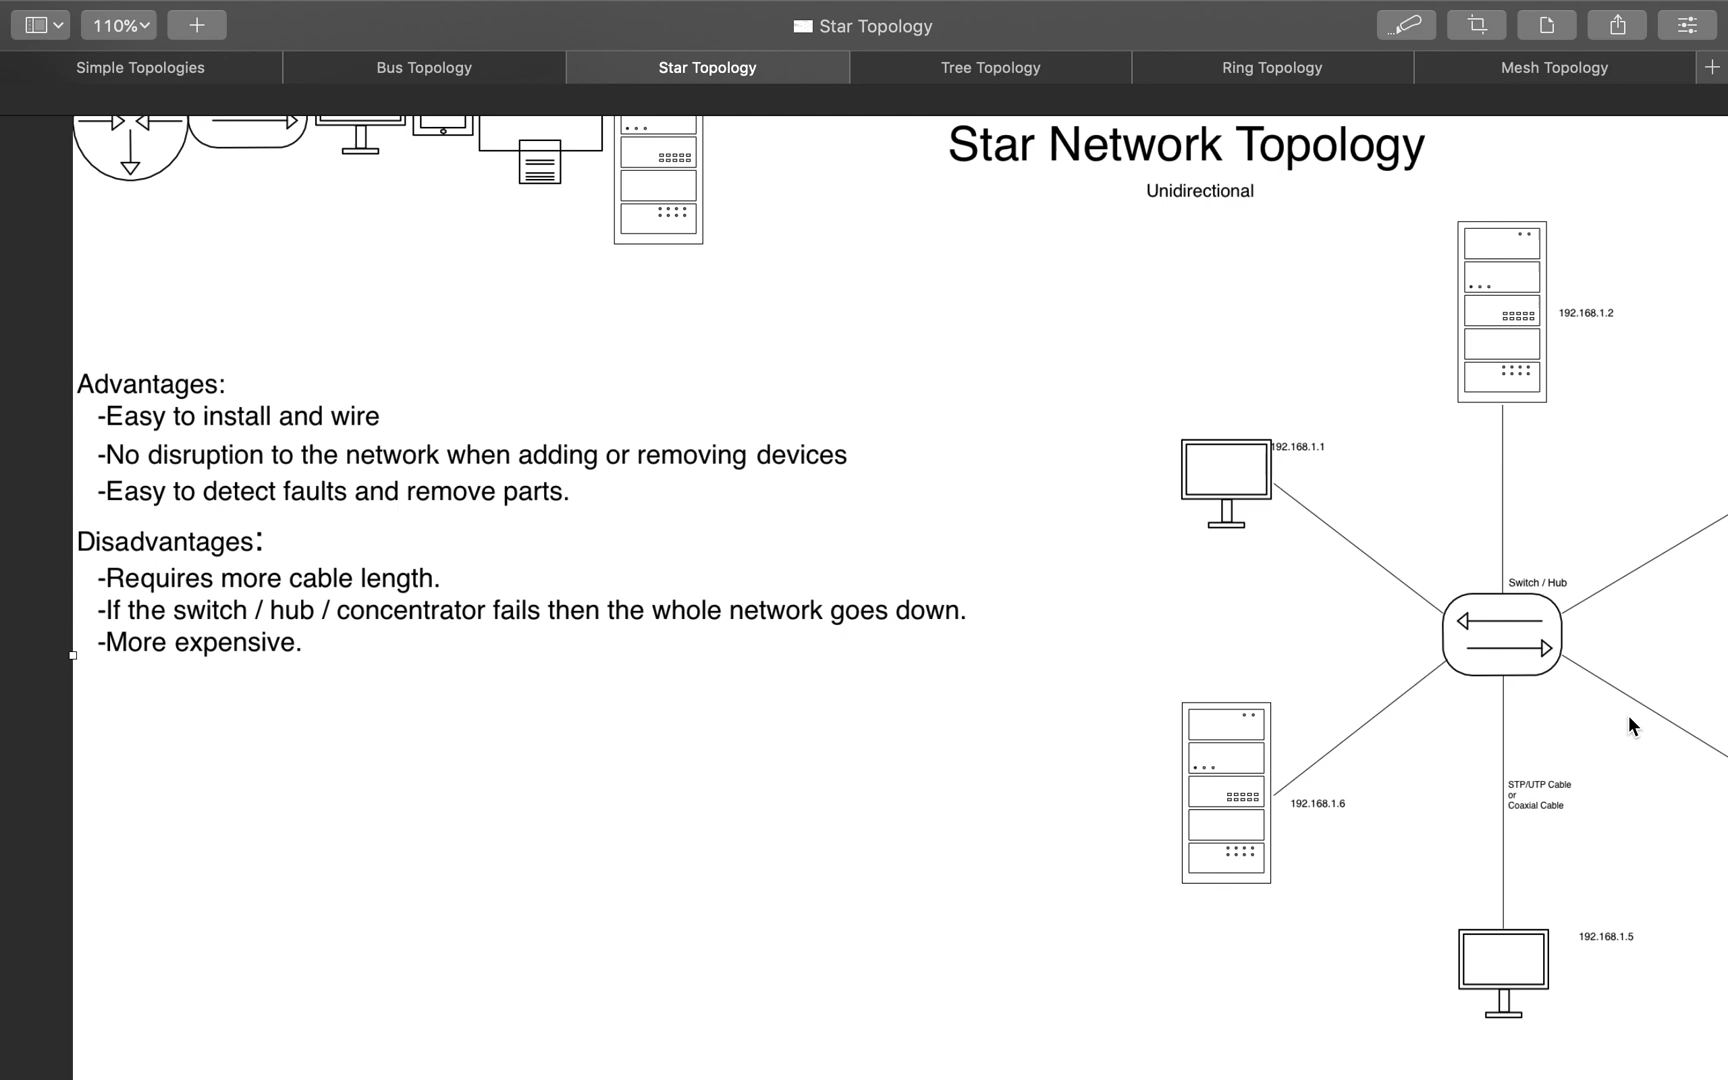 110%
Star Topology
Simple Topologies
Bus Topology
Star Topology
Tree Topology
Ring Topology
Mesh Topology
Star Network Topology
Unidirectional
192.168.1.2
Advantages:
-Easy to install and wire
-No disruption to the network when adding or removing devices
-Easy to detect faults and remove parts.
Disadvantages:
-Requires more cable length.
-If the switch / hub / concentrator fails then the whole network goes down.
-More expensive.
192.168.1.1
Switch / Hub
192.168.1.6
STP/UTP Cable
or
Coaxial Cable
192.168.1.5